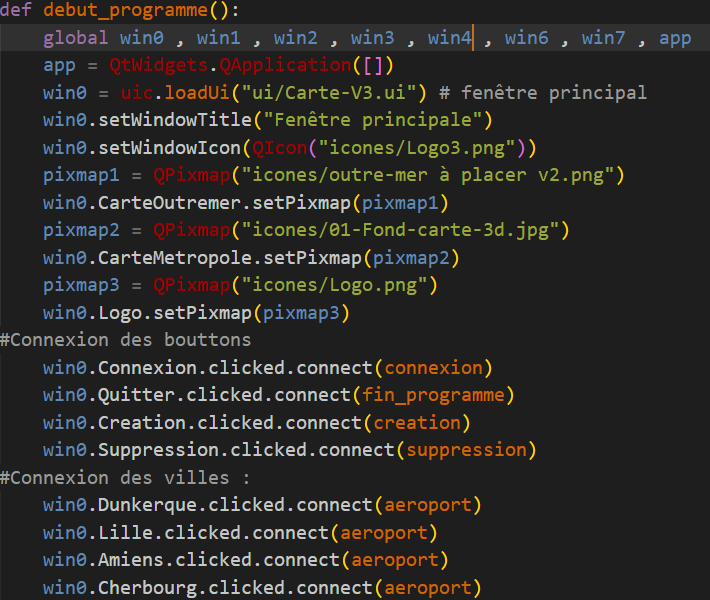 def debut_programme():
    global win0 , win1 , win2 , win3 , win4 , win6 , win7 , app
    app = QtWidgets.QApplication([])
    win0 = uic.loadUi("ui/Carte-V3.ui") # fenêtre principal
    win0.setWindowTitle("Fenêtre principale")
    win0.setWindowIcon(QIcon("icones/Logo3.png"))
    pixmap1 = QPixmap("icones/outre-mer à placer v2.png")
    win0.CarteOutremer.setPixmap(pixmap1)
    pixmap2 = QPixmap("icones/01-Fond-carte-3d.jpg")
    win0.CarteMetropole.setPixmap(pixmap2)
    pixmap3 = QPixmap("icones/Logo.png")
    win0.Logo.setPixmap(pixmap3)
#Connexion des bouttons
    win0.Connexion.clicked.connect(connexion)
    win0.Quitter.clicked.connect(fin_programme)
    win0.Creation.clicked.connect(creation)
    win0.Suppression.clicked.connect(suppression)
#Connexion des villes :
    win0.Dunkerque.clicked.connect(aeroport)
    win0.Lille.clicked.connect(aeroport)
    win0.Amiens.clicked.connect(aeroport)
    win0.Cherbourg.clicked.connect(aeroport)